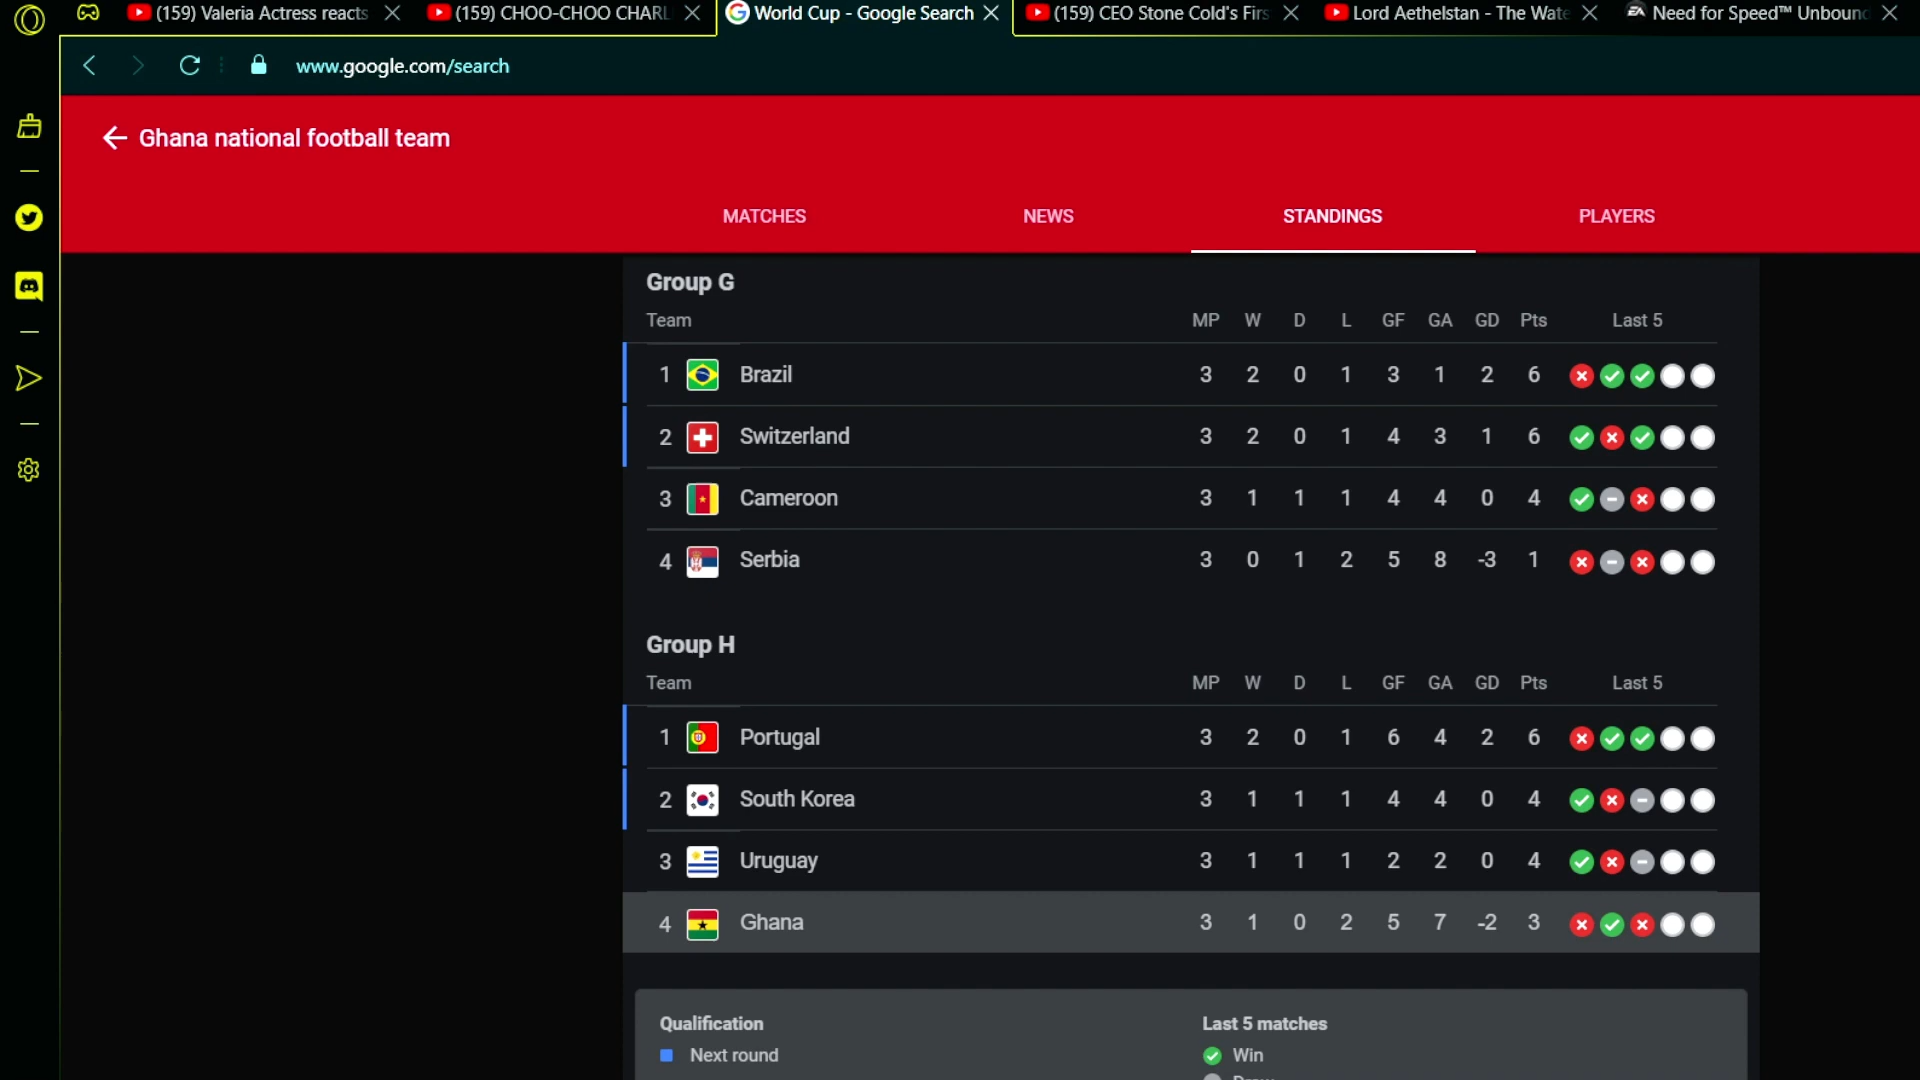 (159) Valeria Actress reacts
(159) CHOO-CHOO CHARL
World Cup - Google Search
(159) CEO Stone Cold's Firs
Lord Aethelstan - The Wate
Need for Speed™ Unbound
www.google.com/search
Ghana national football team
MATCHES NEWS STANDINGS PLAYERS
Group G
Team MP W D L GF GA GD Pts Last 5
1 Brazil 3 2 0 1 3 1 2 6
2 Switzerland 3 2 0 1 4 3 1 6
3 Cameroon 3 1 1 1 4 4 0 4
4 Serbia 3 0 1 2 5 8 -3 1
Group H
Team MP W D L GF GA GD Pts Last 5
1 Portugal 3 2 0 1 6 4 2 6
2 South Korea 3 1 1 1 4 4 0 4
3 Uruguay 3 1 1 1 2 2 0 4
4 Ghana 3 1 0 2 5 7 -2 3
Qualification
Next round
Last 5 matches
Win